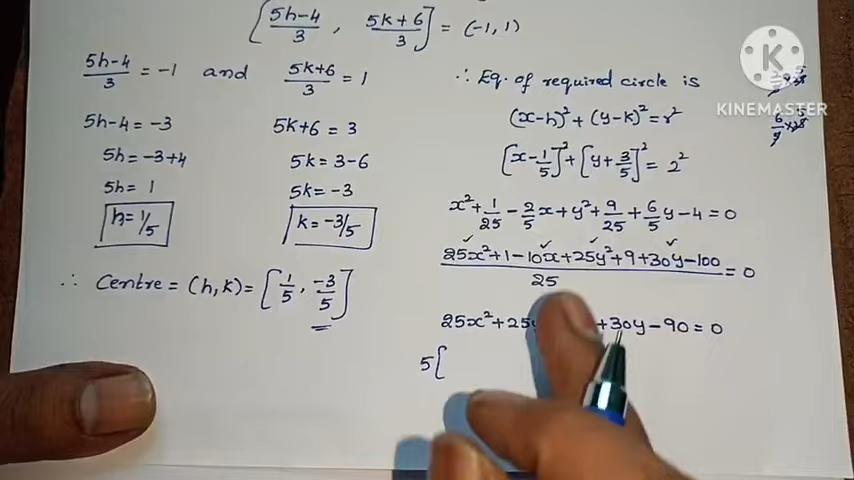 [5h-4/3 , 5k+6/3] = (-1, 1)
5h-4/3 = -1 and 5k+6/3 = 1
5h-4 = -3 5k+6 = 3
5h = -3+4 5k = 3-6
5h = 1 5k = -3
h = 1/5 k = -3/5
∴ Centre = (h, k) = [1/5, -3/5]
∴ Eq. of required circle is
(x-h)² + (y-k)² = r²
[x-1/5]² + [y+3/5]² = 2²
x² + 1/25 - 2/5x + y² + 9/25 + 6/5y - 4 = 0
25x²+1-10x+25y²+9+30y-100/25 = 0
25x²+25 +30y-90=0
5[
KINEMASTER